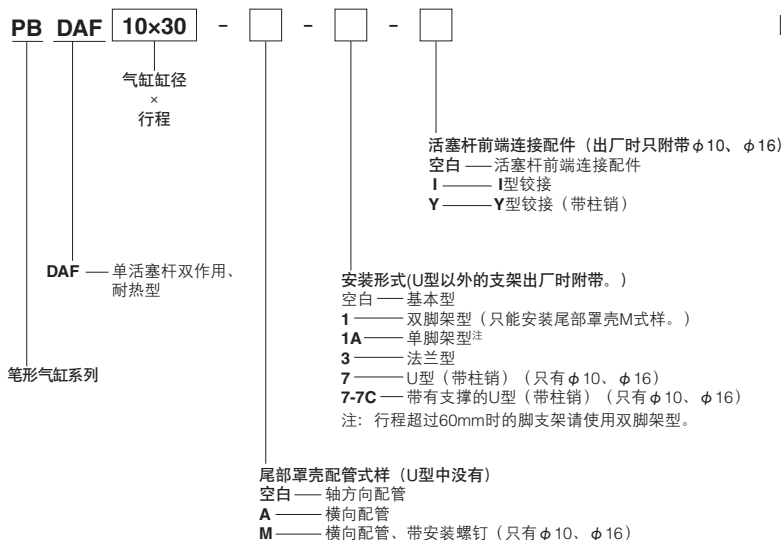 PB DAF 10×30 - □ - □ - □
气缸缸径
×
行程
活塞杆前端连接配件（出厂时只附带φ10、φ16）
空白 —— 活塞杆前端连接配件
I —— I型铰接
Y —— Y型铰接（带柱销）
DAF —— 单活塞杆双作用、
耐热型
安装形式(U型以外的支架出厂时附带。)
空白 —— 基本型
1 —— 双脚架型（只能安装尾部罩壳M式样。）
1A —— 单脚架型注
3 —— 法兰型
7 —— U型（带柱销）（只有φ10、φ16）
7-7C —— 带有支撑的U型（带柱销）（只有φ10、φ16）
注: 行程超过60mm时的脚支架请使用双脚架型。
笔形气缸系列
尾部罩壳配管式样（U型中没有）
空白 —— 轴方向配管
A —— 横向配管
M —— 横向配管、带安装螺钉（只有φ10、φ16）